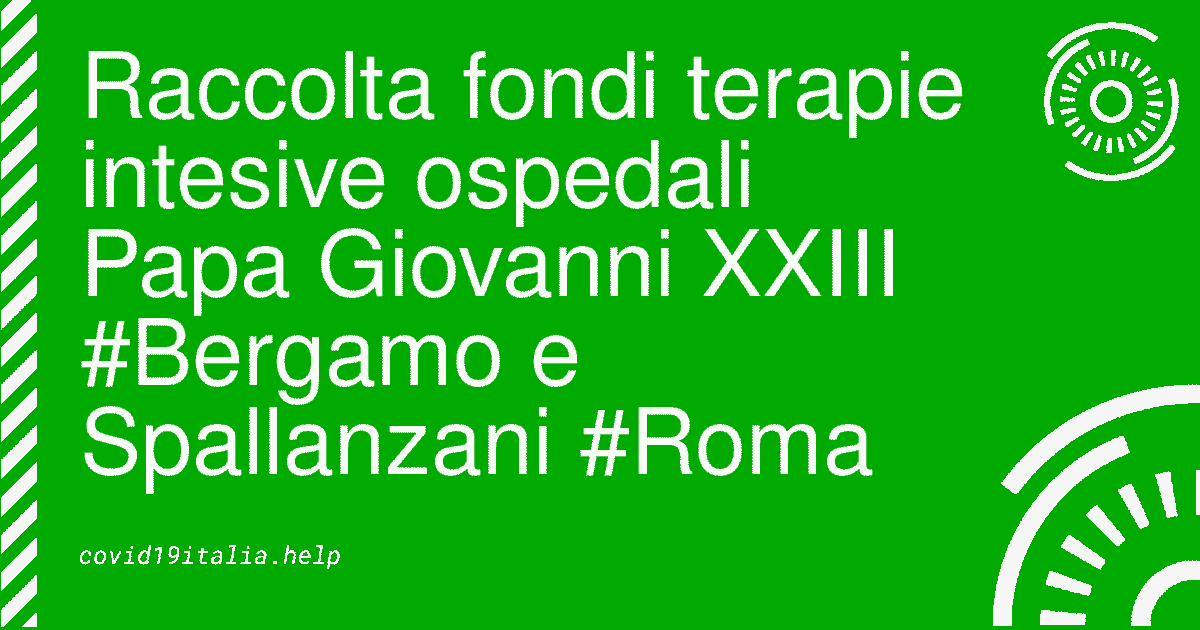 Raccolta fondi terapie
intesive ospedali
Papa Giovanni XXIII
#Bergamo e
Spallanzani #Roma
covid19italia.help